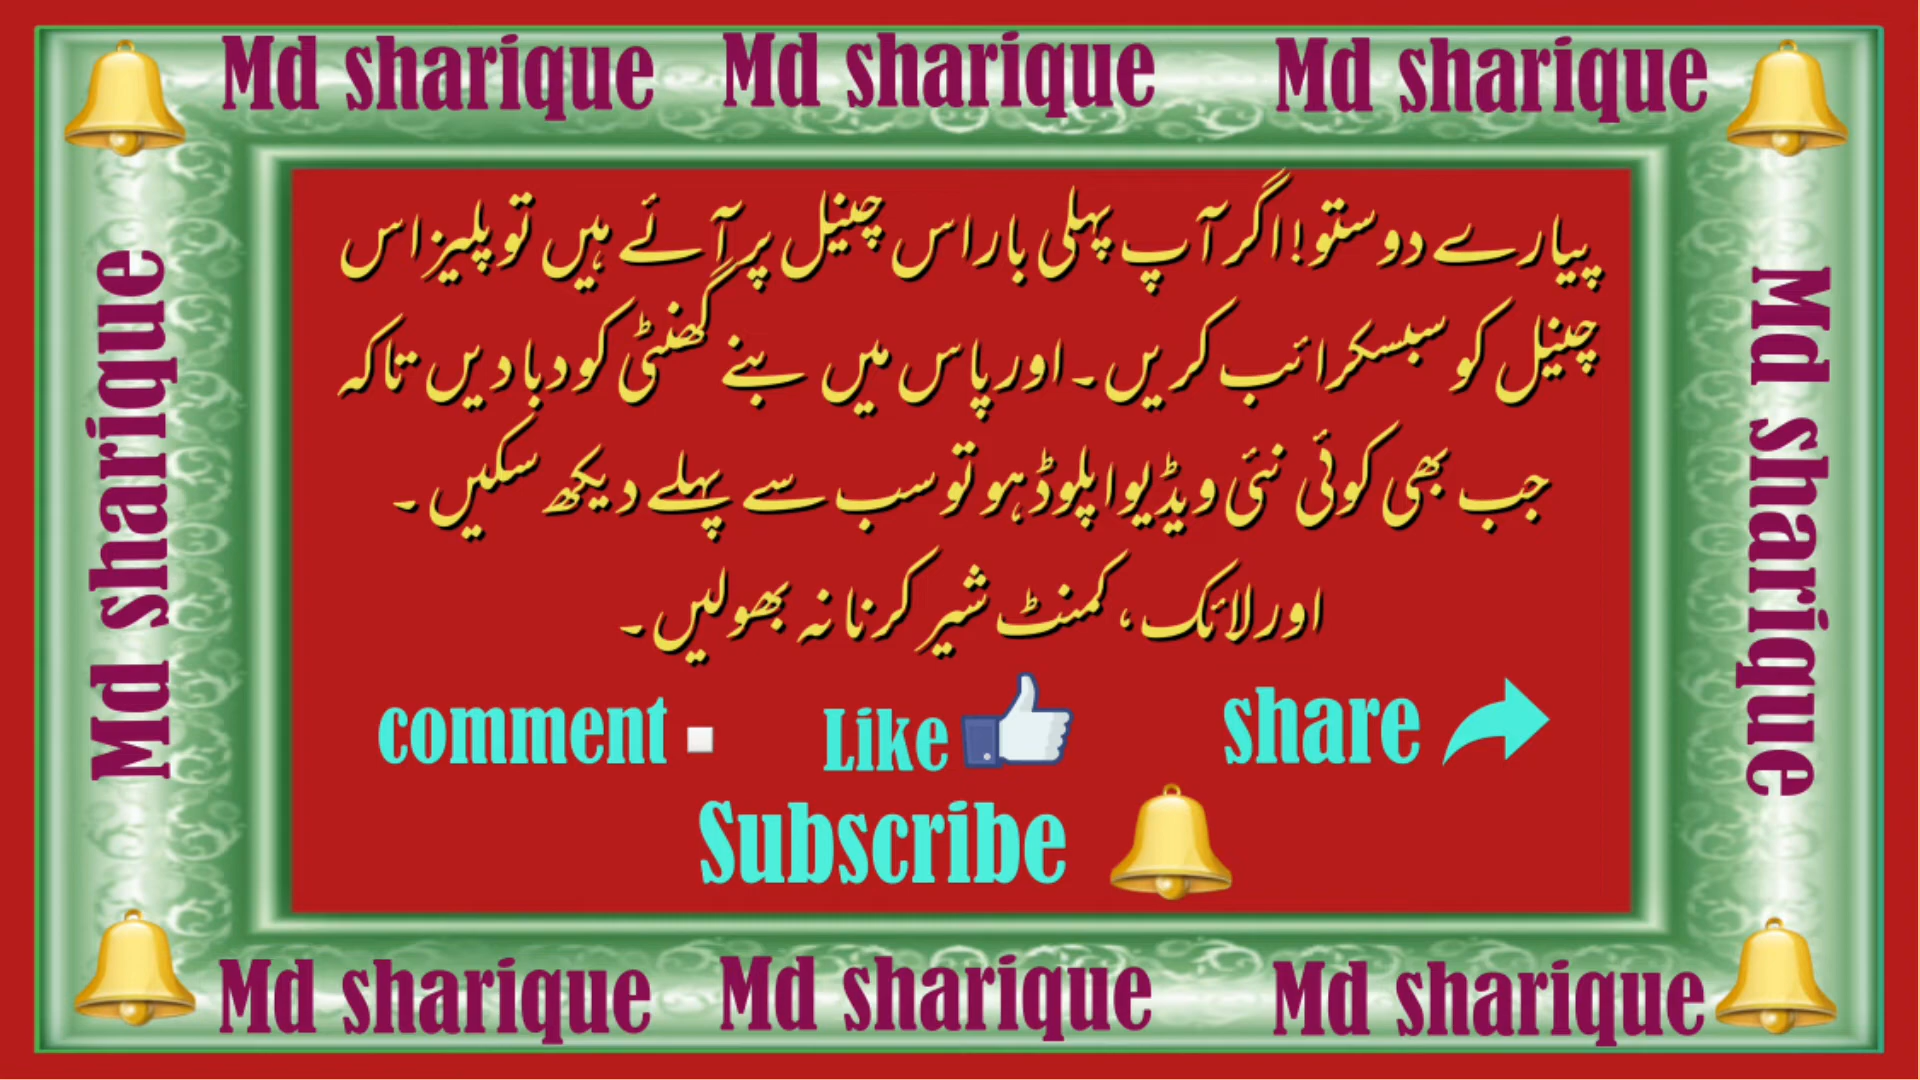 Md sharique Md sharique Md sharique
Md sharique
Md sharique
پیارے دوستو! اگر آپ پہلی بار اس چینیل پر آئے ہیں تو پلیز اس
چینیل کو سبسکرائب کریں۔ اور پاس میں بنے گھنٹی کو دبا دیں تاکہ
جب بھی کوئی نئی ویڈیو اپلوڈ ہو تو سب سے پہلے دیکھ سکیں۔
اور لائک، کمنٹ شیر کرنا نہ بھولیں۔
comment Like share
Subscribe
Md sharique Md sharique Md sharique